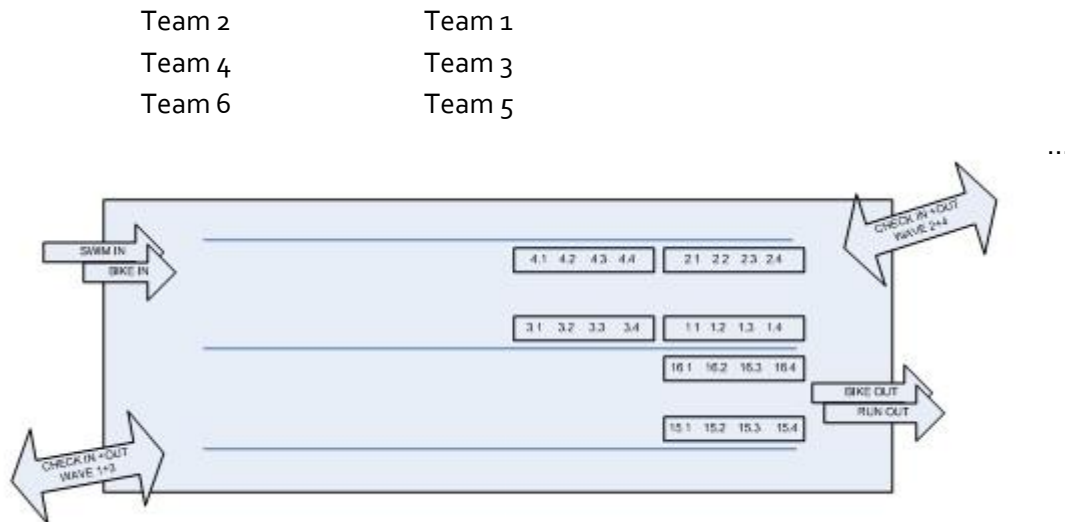 Team 2 Team 1
Team 4 Team 3
Team 6 Team 5
...
CHECK IN +OUT
WAVE 2+4
SWIM IN
BIKE IN
4.1 4.2 4.3 4.4 2.1 2.2 2.3 2.4
3.1 3.2 3.3 3.4 1.1 1.2 1.3 1.4
16.1 16.2 16.3 16.4
BIKE OUT
RUN OUT
15.1 15.2 15.3 15.4
CHECK IN +OUT
WAVE 1+3